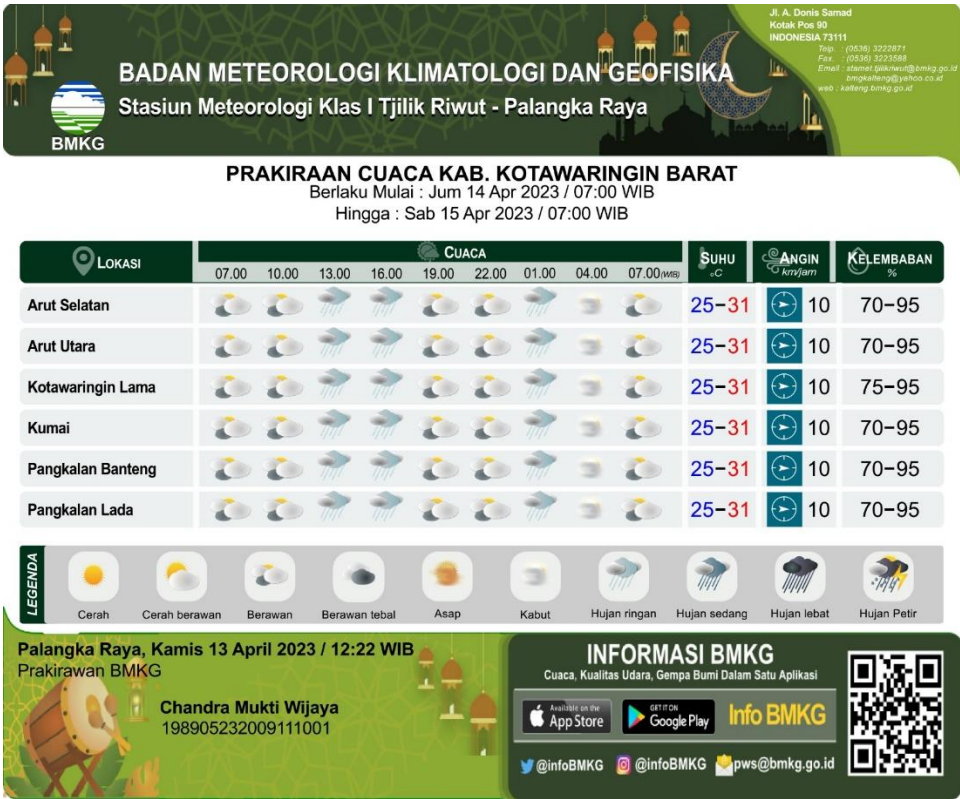 Jl. A. Donis Samad
Kotak Pos 90
INDONESIA 73111
Telp. : (0536) 3222871
Fax. : (0536) 3223588
Email : stamet.tjilikriwut@bmkg.go.id
bmgkalteng@yahoo.co.id
web : kalteng.bmkg.go.id
BADAN METEOROLOGI KLIMATOLOGI DAN GEOFISIKA
Stasiun Meteorologi Klas I Tjilik Riwut - Palangka Raya
BMKG
PRAKIRAAN CUACA KAB. KOTAWARINGIN BARAT
Berlaku Mulai : Jum 14 Apr 2023 / 07:00 WIB
Hingga : Sab 15 Apr 2023 / 07:00 WIB
LOKASI CUACA SUHU °C ANGIN km/jam KELEMBABAN %
07.00 10.00 13.00 16.00 19.00 22.00 01.00 04.00 07.00 (WIB)
Arut Selatan 25-31 10 70-95
Arut Utara 25-31 10 70-95
Kotawaringin Lama 25-31 10 75-95
Kumai 25-31 10 70-95
Pangkalan Banteng 25-31 10 70-95
Pangkalan Lada 25-31 10 70-95
LEGENDA
Cerah Cerah berawan Berawan Berawan tebal Asap Kabut Hujan ringan Hujan sedang Hujan lebat Hujan Petir
Palangka Raya, Kamis 13 April 2023 / 12:22 WIB
Prakirawan BMKG
Chandra Mukti Wijaya
198905232009111001
INFORMASI BMKG
Cuaca, Kualitas Udara, Gempa Bumi Dalam Satu Aplikasi
Available on the App Store
GET IT ON Google Play
Info BMKG
@infoBMKG @infoBMKG pws@bmkg.go.id